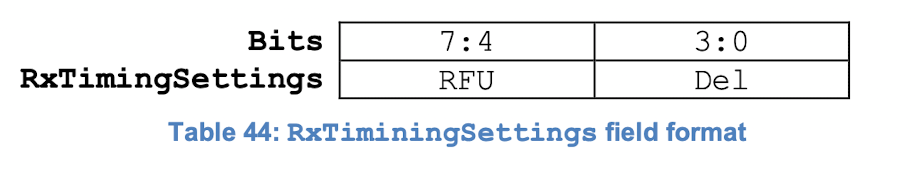 Bits 7:4 3:0
RxTimingSettings RFU Del
Table 44: RxTiminingSettings field format